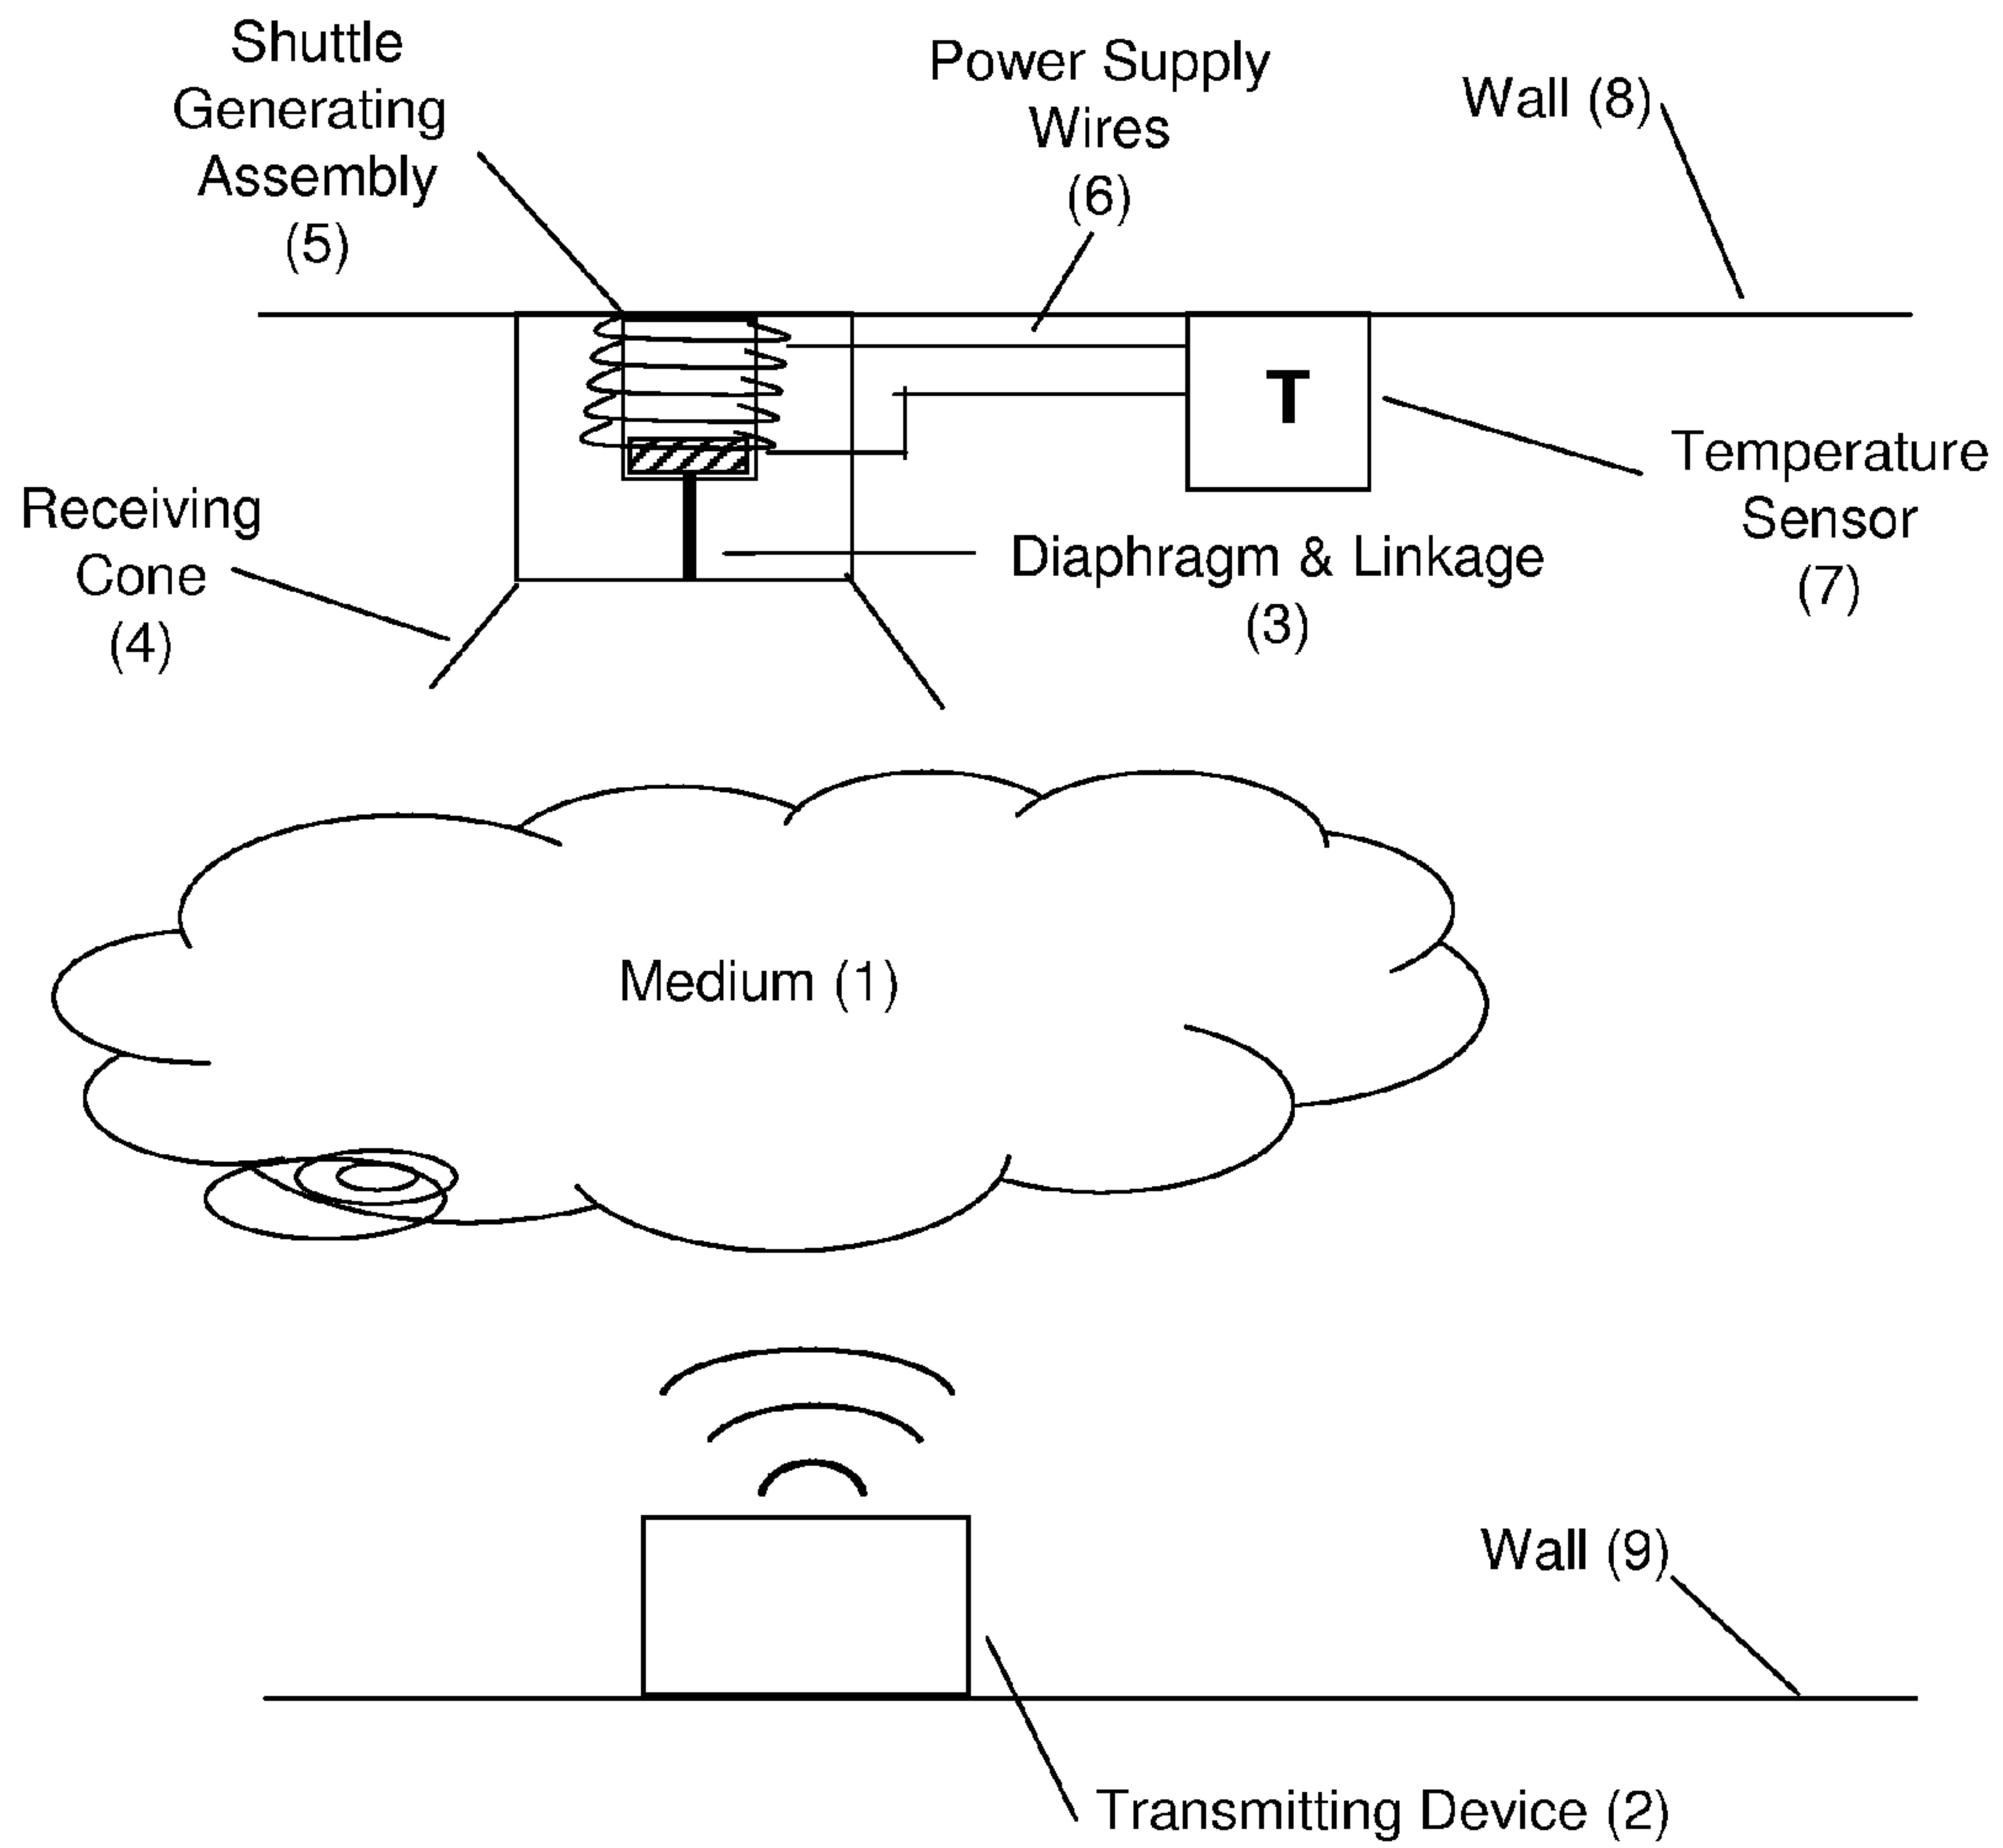 Shuttle
Generating
Assembly
(5)
Power Supply
Wires
(6)
Wall (8)
T
Temperature
Sensor
(7)
Receiving
Cone
(4)
Diaphragm & Linkage
(3)
Medium (1)
Wall (9)
Transmitting Device (2)